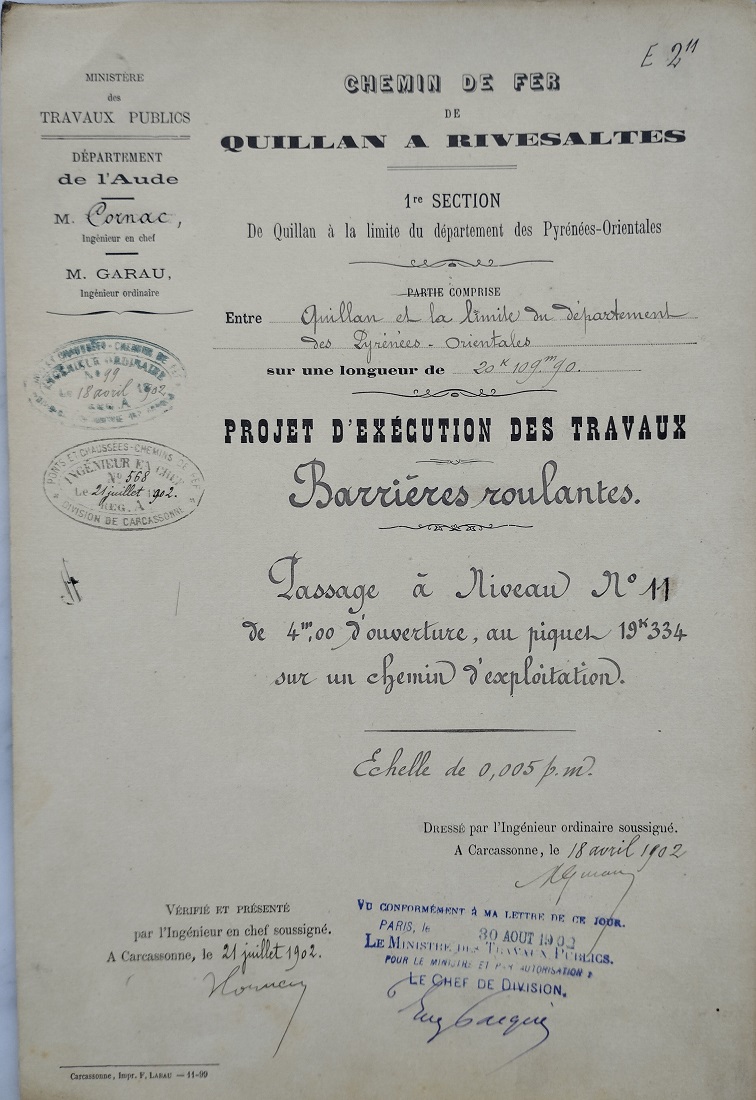 E 2"
MINISTÈRE
des
TRAVAUX PUBLICS
DÉPARTEMENT
de l'Aude
M. Cornac,
Ingénieur en chef
M. GARAU,
Ingénieur ordinaire
CHEMIN DE FER
DE
QUILLAN A RIVESALTES
1re SECTION
De Quillan à la limite du département des Pyrénées-Orientales
PARTIE COMPRISE
Entre Quillan et la limite du département
des Pyrénées-Orientales
sur une longueur de 20K 109m90.
CHAUSSÉES-CHEMINS DE FER
INGÉNIEUR ORDINAIRE
No 99
Le 18 avril 1902
REG. A
PONTS ET CHAUSSÉES-CHEMINS DE FER
INGÉNIEUR EN CHEF
No 568
Le 21 juillet 1902.
REG. A
DIVISION DE CARCASSONNE
PROJET D'EXÉCUTION DES TRAVAUX
Barrières roulantes.
Passage à Niveau No 11
de 4m,00 d'ouverture, au piquet 19K334
sur un chemin d'exploitation.
Echelle de 0,005 p.m.
DRESSÉ par l'Ingénieur ordinaire soussigné.
A Carcassonne, le 18 avril 1902
VÉRIFIÉ ET PRÉSENTÉ
par l'Ingénieur en chef soussigné.
A Carcassonne, le 21 juillet 1902.
VU CONFORMÉMENT A MA LETTRE DE CE JOUR.
PARIS, le 30 AOUT 1902
LE MINISTRE DES TRAVAUX PUBLICS.
POUR LE MINISTRE ET PAR AUTORISATION :
LE CHEF DE DIVISION,
Carcassonne, Impr. F. LABAU — 11-99